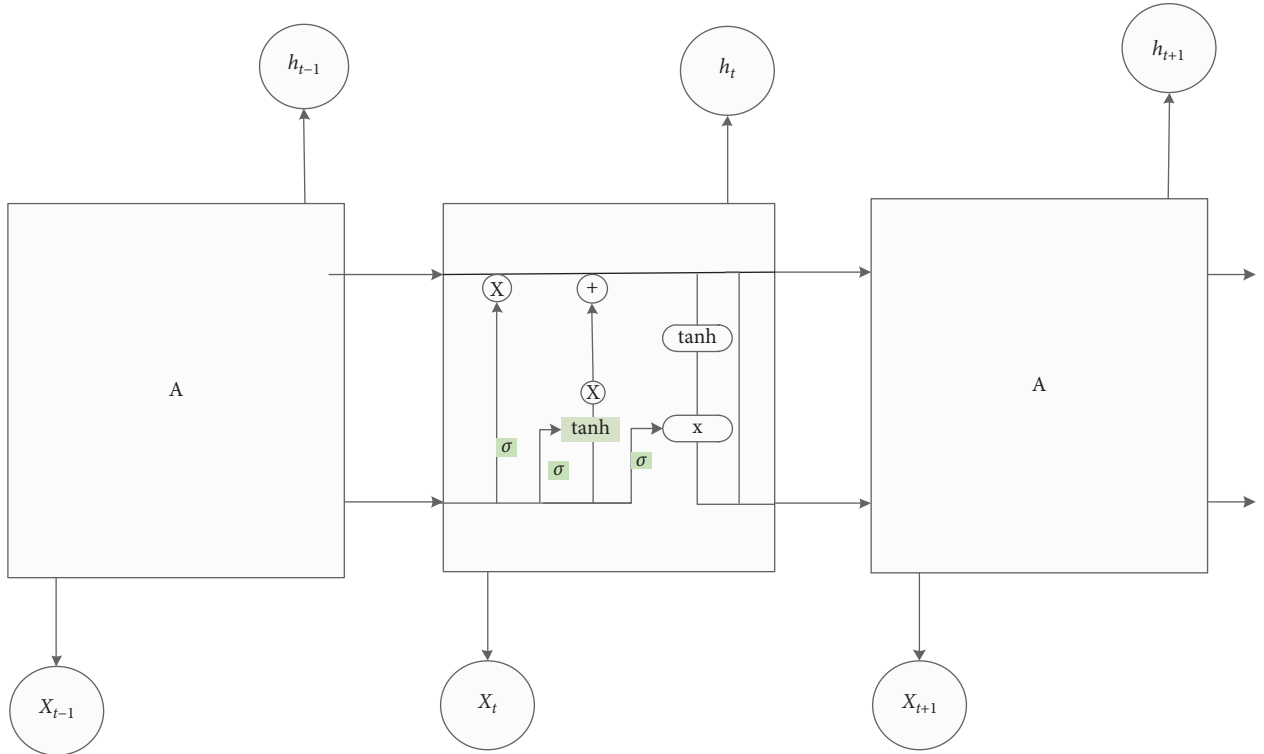 h_{t−1}
h_t
h_{t+1}
X
+
tanh
A
A
X
tanh
x
σ
σ
σ
X_{t−1}
X_t
X_{t+1}